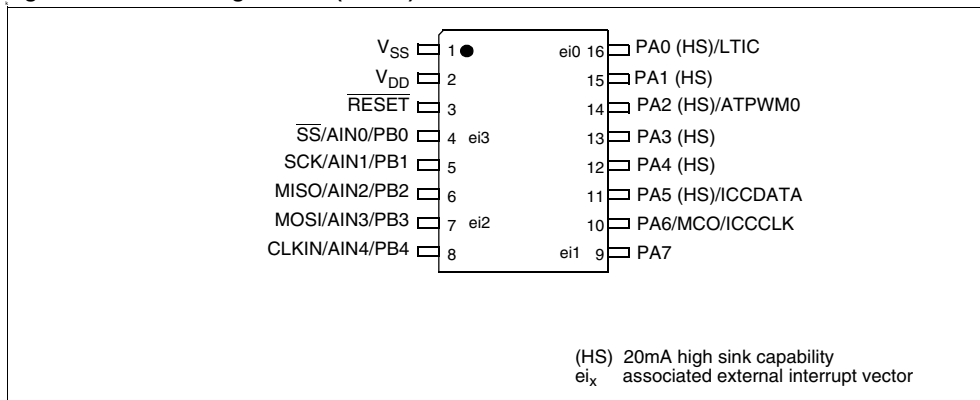 V_SS 1 ei0 16 PA0 (HS)/LTIC
V_DD 2 15 PA1 (HS)
RESET 3 14 PA2 (HS)/ATPWM0
SS/AIN0/PB0 4 ei3 13 PA3 (HS)
SCK/AIN1/PB1 5 12 PA4 (HS)
MISO/AIN2/PB2 6 11 PA5 (HS)/ICCDATA
MOSI/AIN3/PB3 7 ei2 10 PA6/MCO/ICCCLK
CLKIN/AIN4/PB4 8 ei1 9 PA7
(HS) 20mA high sink capability
ei_x associated external interrupt vector